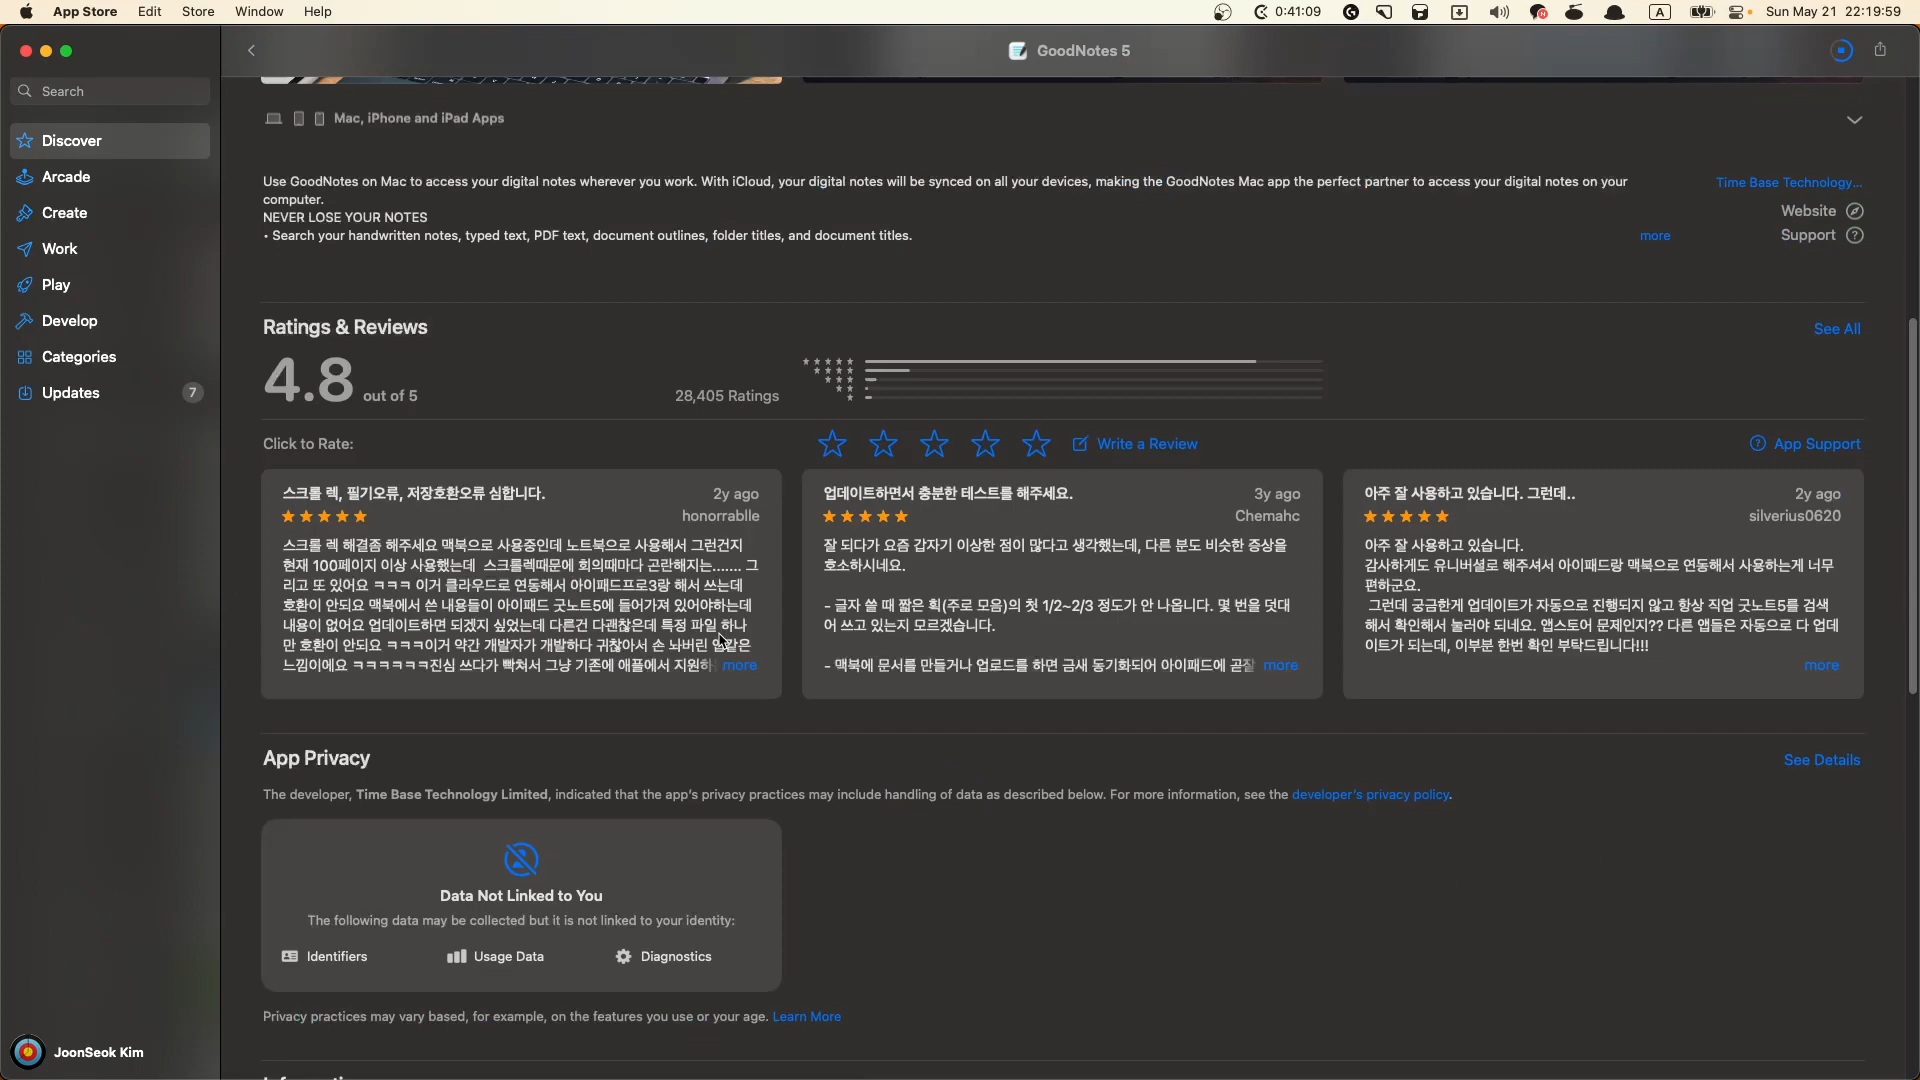 App Store Edit Store Window Help
0:41:09 A Sun May 21 22:19:59
GoodNotes 5
Search
Discover
Arcade
Create
Work
Play
Develop
Categories
Updates 7
JoonSeok Kim
Mac, iPhone and iPad Apps
Use GoodNotes on Mac to access your digital notes wherever you work. With iCloud, your digital notes will be synced on all your devices, making the GoodNotes Mac app the perfect partner to access your digital notes on your
computer.
NEVER LOSE YOUR NOTES
• Search your handwritten notes, typed text, PDF text, document outlines, folder titles, and document titles.
more
Time Base Technology...
Website
Support
Ratings & Reviews
See All
4.8 out of 5
28,405 Ratings
Click to Rate:
Write a Review
App Support
스크롤 렉, 필기오류, 저장호환오류 심합니다. 2y ago
honorrablle
스크롤 렉 해결좀 해주세요 맥북으로 사용중인데 노트북으로 사용해서 그런건지
현재 100페이지 이상 사용했는데 스크롤렉때문에 회의때마다 곤란해지는....... 그
리고 또 있어요 ㅋㅋㅋ 이거 클라우드로 연동해서 아이패드프로3랑 해서 쓰는데
호환이 안되요 맥북에서 쓴 내용들이 아이패드 굿노트5에 들어가져 있어야하는데
내용이 없어요 업데이트하면 되겠지 싶었는데 다른건 다괜찮은데 특정 파일 하나
만 호환이 안되요 ㅋㅋㅋ이거 약간 개발자가 개발하다 귀찮아서 손 놔버린 앱같은
느낌이에요 ㅋㅋㅋㅋㅋㅋ진심 쓰다가 빡쳐서 그냥 기존에 애플에서 지원하 more
업데이트하면서 충분한 테스트를 해주세요. 3y ago
Chemahc
잘 되다가 요즘 갑자기 이상한 점이 많다고 생각했는데, 다른 분도 비슷한 증상을
호소하시네요.
- 글자 쓸 때 짧은 획(주로 모음)의 첫 1/2~2/3 정도가 안 나옵니다. 몇 번을 덧대
어 쓰고 있는지 모르겠습니다.
- 맥북에 문서를 만들거나 업로드를 하면 금새 동기화되어 아이패드에 곧잘 more
아주 잘 사용하고 있습니다. 그런데.. 2y ago
silverius0620
아주 잘 사용하고 있습니다.
감사하게도 유니버셜로 해주셔서 아이패드랑 맥북으로 연동해서 사용하는게 너무
편하군요.
그런데 궁금한게 업데이트가 자동으로 진행되지 않고 항상 직업 굿노트5를 검색
해서 확인해서 눌러야 되네요. 앱스토어 문제인지?? 다른 앱들은 자동으로 다 업데
이트가 되는데, 이부분 한번 확인 부탁드립니다!!!
more
App Privacy
See Details
The developer, Time Base Technology Limited, indicated that the app's privacy practices may include handling of data as described below. For more information, see the developer's privacy policy.
Data Not Linked to You
The following data may be collected but it is not linked to your identity:
Identifiers
Usage Data
Diagnostics
Privacy practices may vary based, for example, on the features you use or your age. Learn More